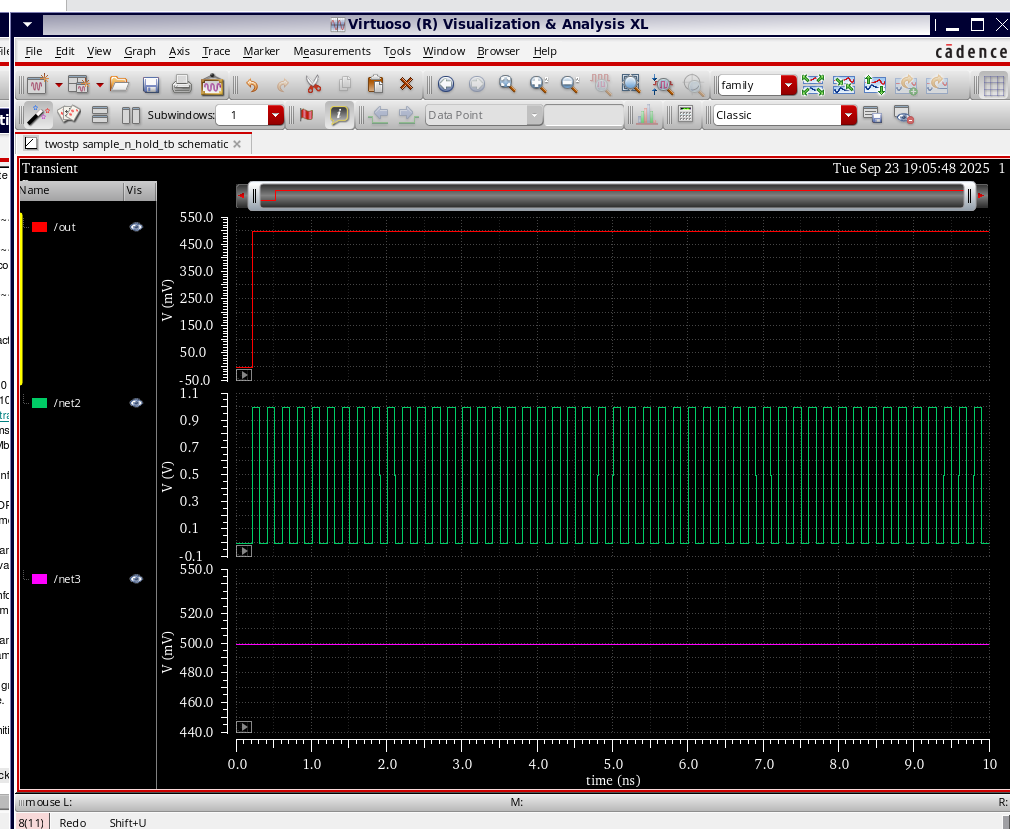 Virtuoso (R) Visualization & Analysis XL
File Edit View Graph Axis Trace Marker Measurements Tools Window Browser Help
cādence
family
Subwindows: 1
Data Point
Classic
twostp sample_n_hold_tb schematic
Transient
Tue Sep 23 19:05:48 2025 1
Name Vis
/out
550.0
450.0
350.0
250.0
150.0
50.0
-50.0
V (mV)
/net2
1.1
0.9
0.7
0.5
0.3
0.1
-0.1
V (V)
/net3
550.0
520.0
500.0
480.0
460.0
440.0
V (mV)
0.0 1.0 2.0 3.0 4.0 5.0 6.0 7.0 8.0 9.0 10
time (ns)
mouse L: M: R:
8(11) Redo Shift+U